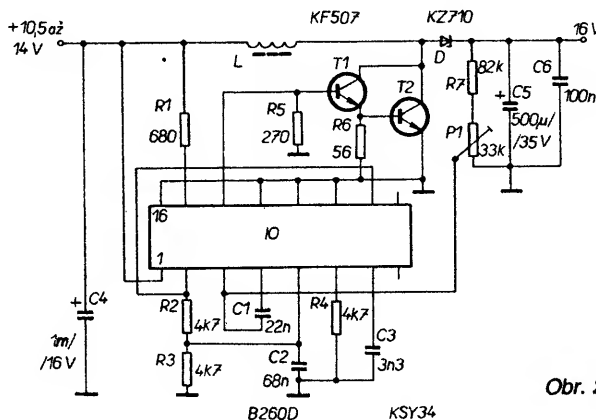 +10,5 až
14 V
KF507
KZ710
16 V
L
T1
T2
D
R1
680
R5
270
R6
56
R7
82k
C5
500μ/
/35V
C6
100n
P1
33k
16
IO
1
C4
1m/
/16V
R2
4k7
C1
22n
R4
4k7
C3
3n3
R3
4k7
C2
68n
B260D
KSY34
Obr.